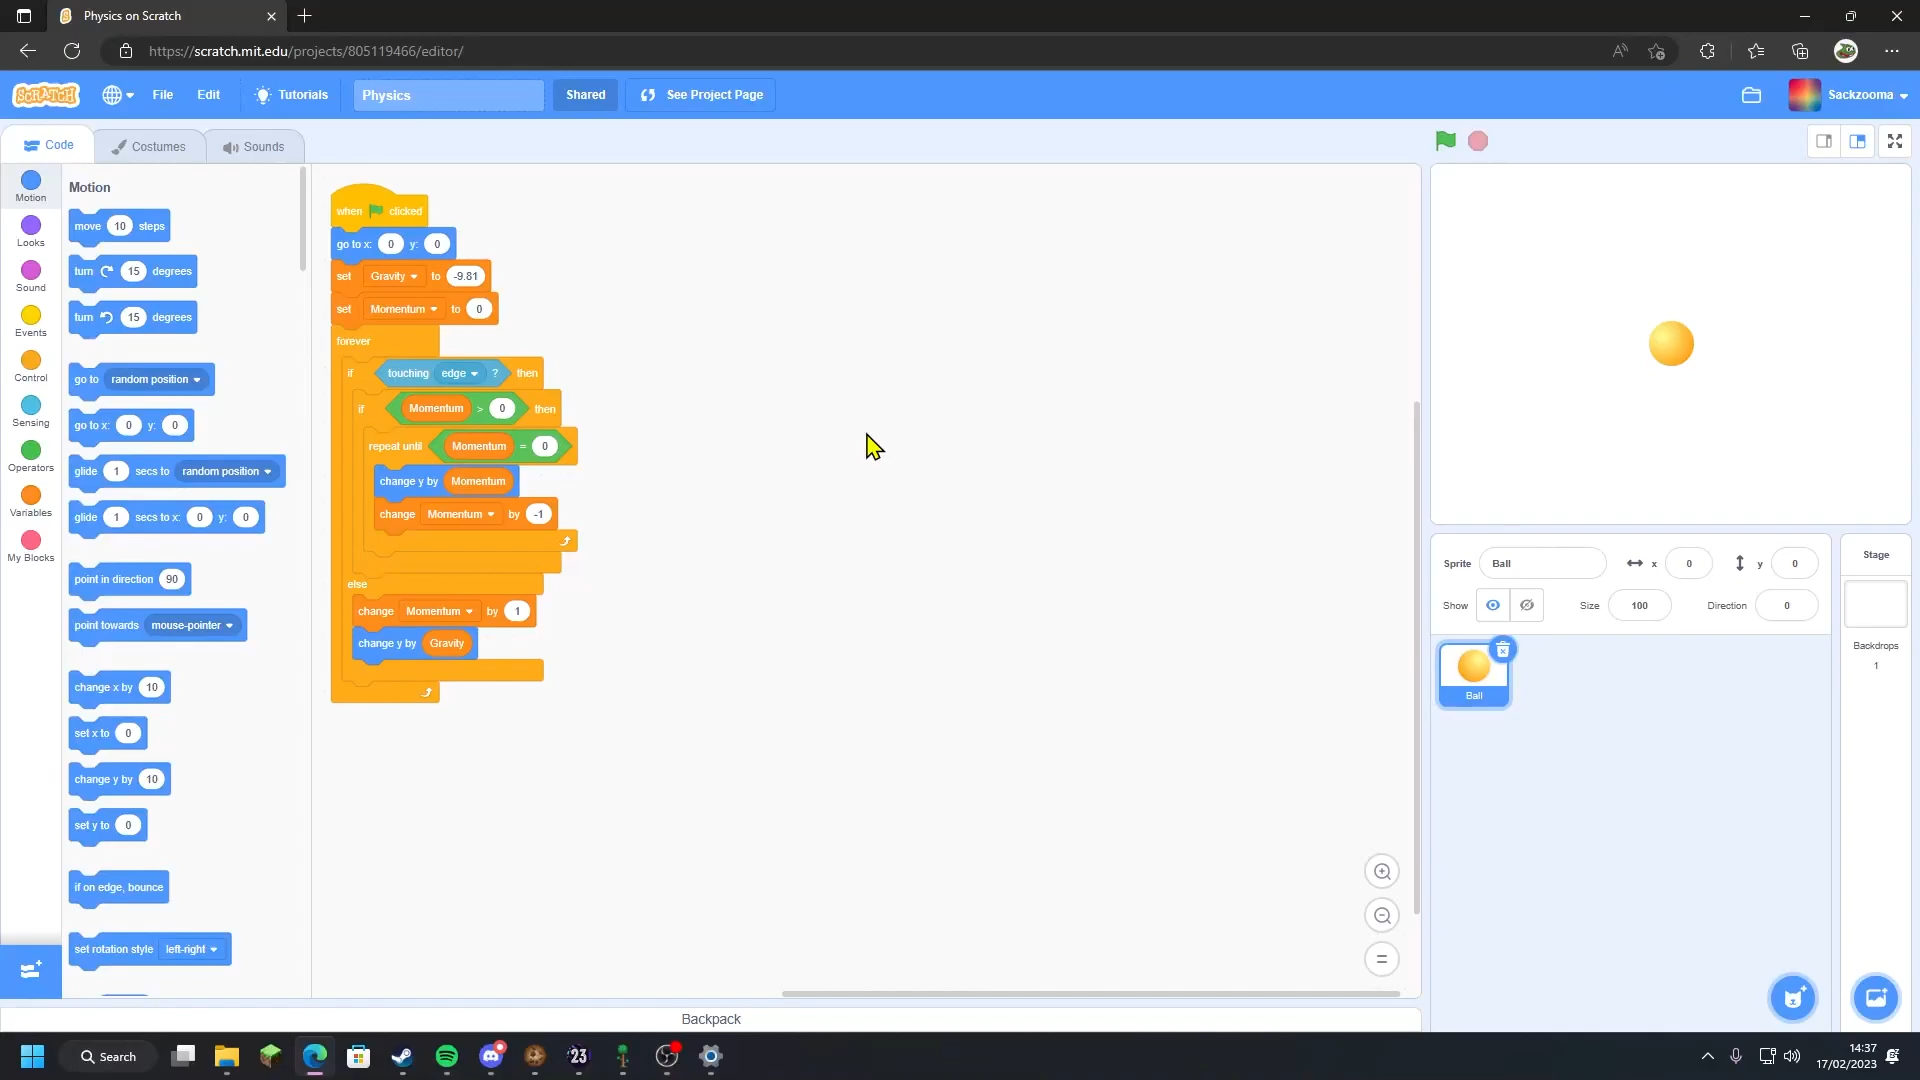 Physics on Scratch
https://scratch.mit.edu/projects/805119466/editor/
SCRATCH File Edit Tutorials Physics Shared See Project Page Sackzooma
Code Costumes Sounds
Motion
Looks
Sound
Events
Control
Sensing
Operators
Variables
My Blocks
Motion
move 10 steps
turn 15 degrees
turn 15 degrees
go to random position
go to x: 0 y: 0
glide 1 secs to random position
glide 1 secs to x: 0 y: 0
point in direction 90
point towards mouse-pointer
change x by 10
set x to 0
change y by 10
set y to 0
if on edge, bounce
set rotation style left-right
when clicked
go to x: 0 y: 0
set Gravity to -9.81
set Momentum to 0
forever
if touching edge ? then
if Momentum > 0 then
repeat until Momentum = 0
change y by Momentum
change Momentum by -1
else
change Momentum by 1
change y by Gravity
Sprite Ball x 0 y 0
Show Size 100 Direction 0
Ball
Stage
Backdrops
1
Backpack
Search
23
14:37
17/02/2023